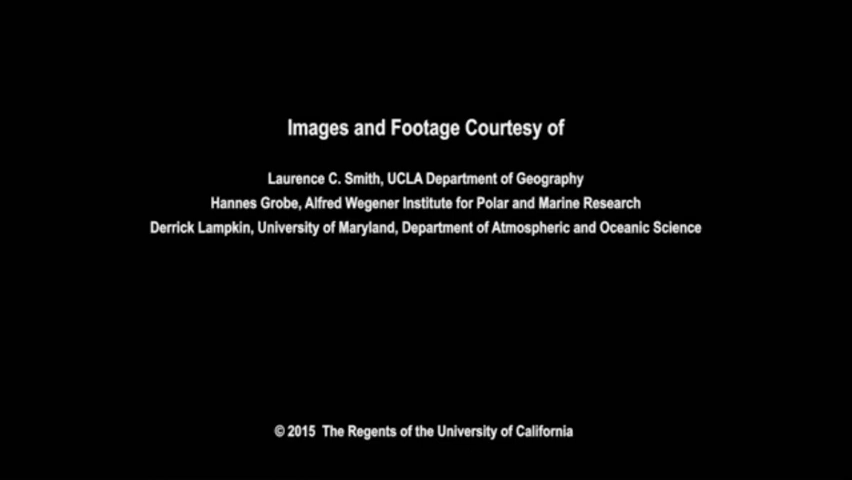 Images and Footage Courtesy of
Laurence C. Smith, UCLA Department of Geography
Hannes Grobe, Alfred Wegener Institute for Polar and Marine Research
Derrick Lampkin, University of Maryland, Department of Atmospheric and Oceanic Science
© 2015 The Regents of the University of California